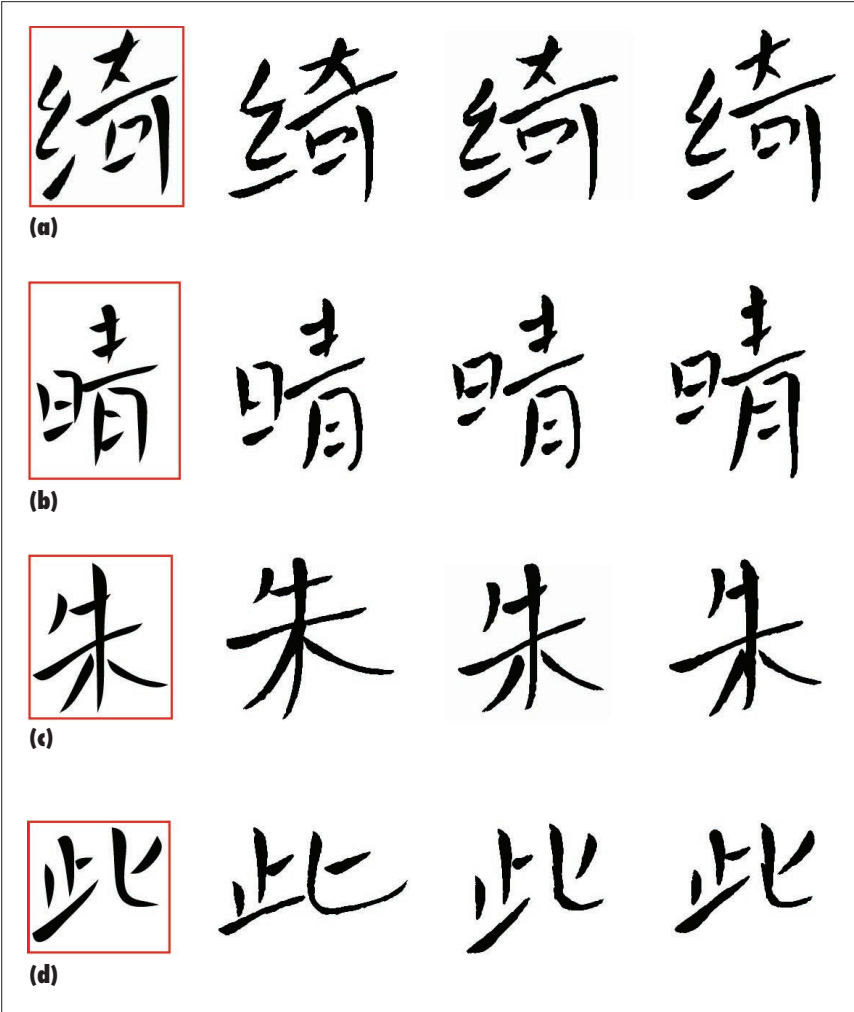 绮 绮 绮 绮
(a)
晴 晴 晴 晴
(b)
朱 朱 朱 朱
(c)
此 此 此 此
(d)